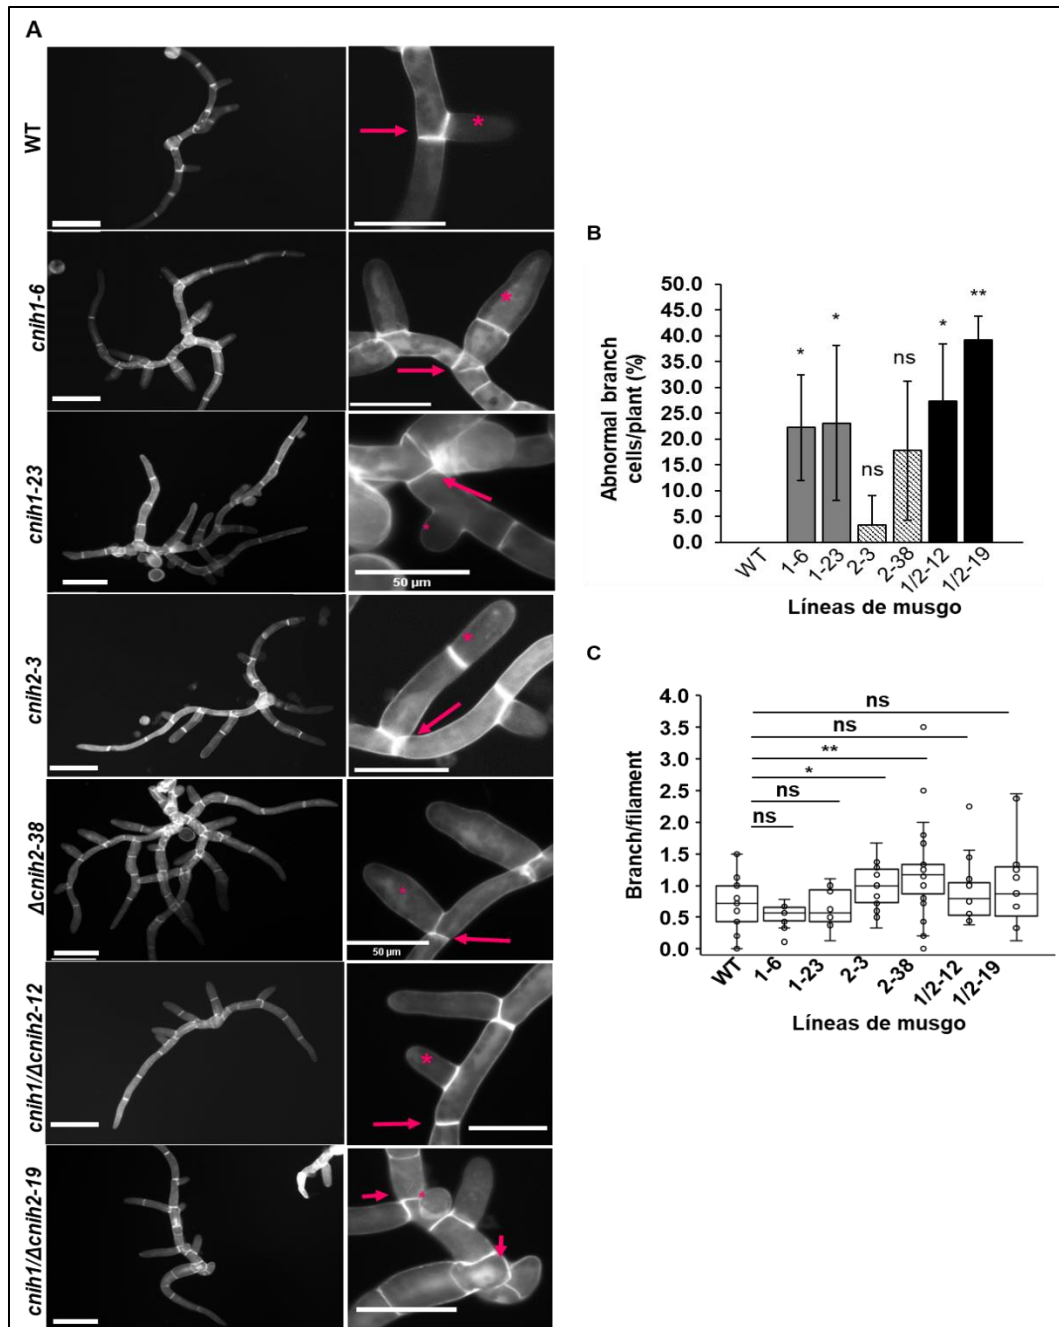 A
WT
cnih1-6
cnih1-23
50 µm
cnih2-3
Δcnih2-38
50 µm
cnih1/Δcnih2-12
cnih1/Δcnih2-19
B
Abnormal branch
cells/plant (%)
50.0
45.0
40.0
35.0
30.0
25.0
20.0
15.0
10.0
5.0
0.0
* * ns ns * **
WT 1-6 1-23 2-3 2-38 1/2-12 1/2-19
Líneas de musgo
C
Branch/filament
4.0
3.5
3.0
2.5
2.0
1.5
1.0
0.5
0.0
ns
ns
**
*
ns
ns
WT 1-6 1-23 2-3 2-38 1/2-12 1/2-19
Líneas de musgo